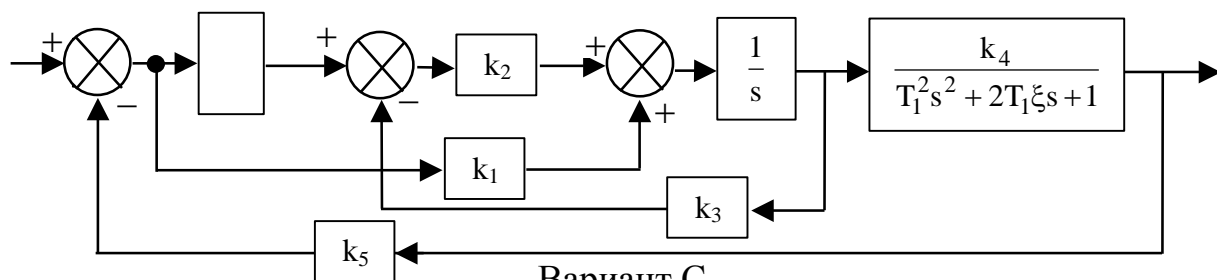 +
−
+
−
k₂
+
+
1
s
k₄
T₁²s² + 2T₁ξs + 1
k₁
k₃
k₅
Вариант С